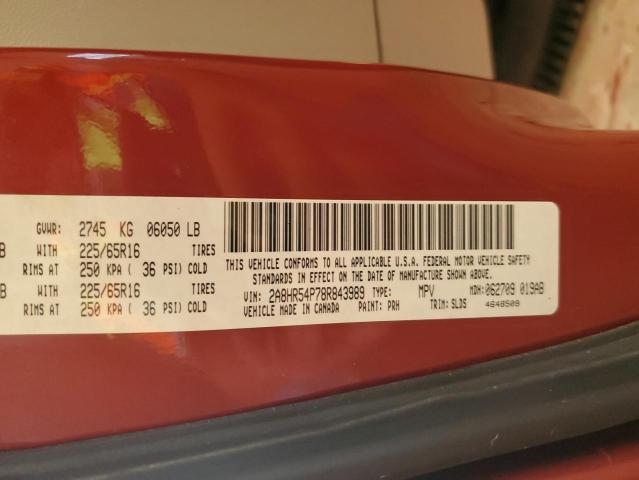 GVWR: 2745 KG 06050 LB
B WITH 225/65R16 TIRES
RIMS AT 250 KPA ( 36 PSI) COLD
B WITH 225/65R16 TIRES
RIMS AT 250 KPA ( 36 PSI) COLD
THIS VEHICLE CONFORMS TO ALL APPLICABLE U.S.A. FEDERAL MOTOR VEHICLE SAFETY
STANDARDS IN EFFECT ON THE DATE OF MANUFACTURE SHOWN ABOVE.
VIN: 2A8HR54P78R843989 TYPE: MPV MDH: 062709 019AB
VEHICLE MADE IN CANADA PAINT: PRH TRIM: SLDS 4648509